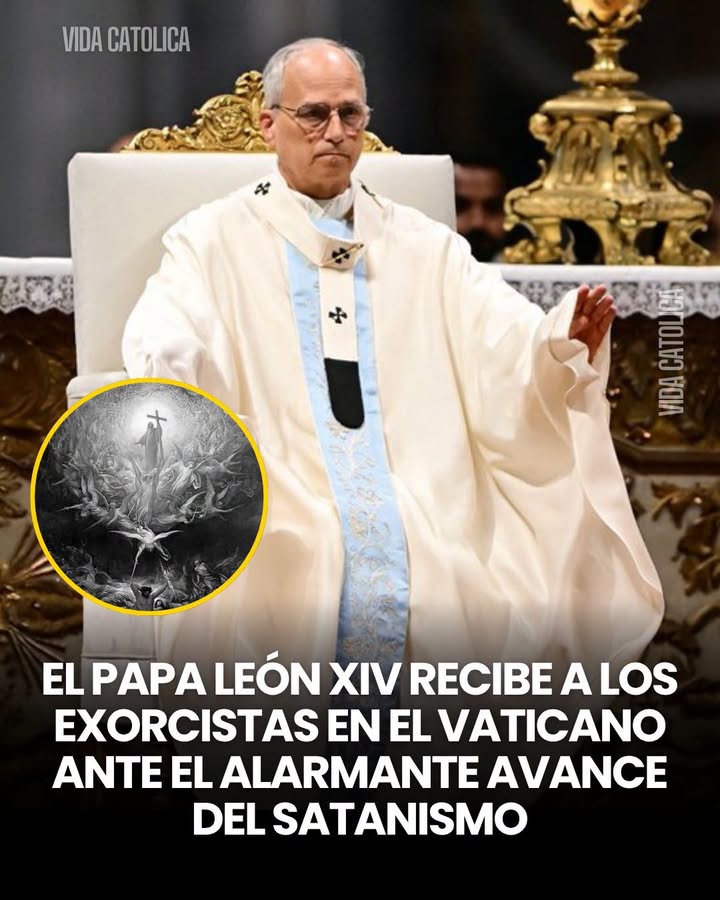 VIDA CATOLICA
VIDA CATOLICA
EL PAPA LEÓN XIV RECIBE A LOS
EXORCISTAS EN EL VATICANO
ANTE EL ALARMANTE AVANCE
DEL SATANISMO